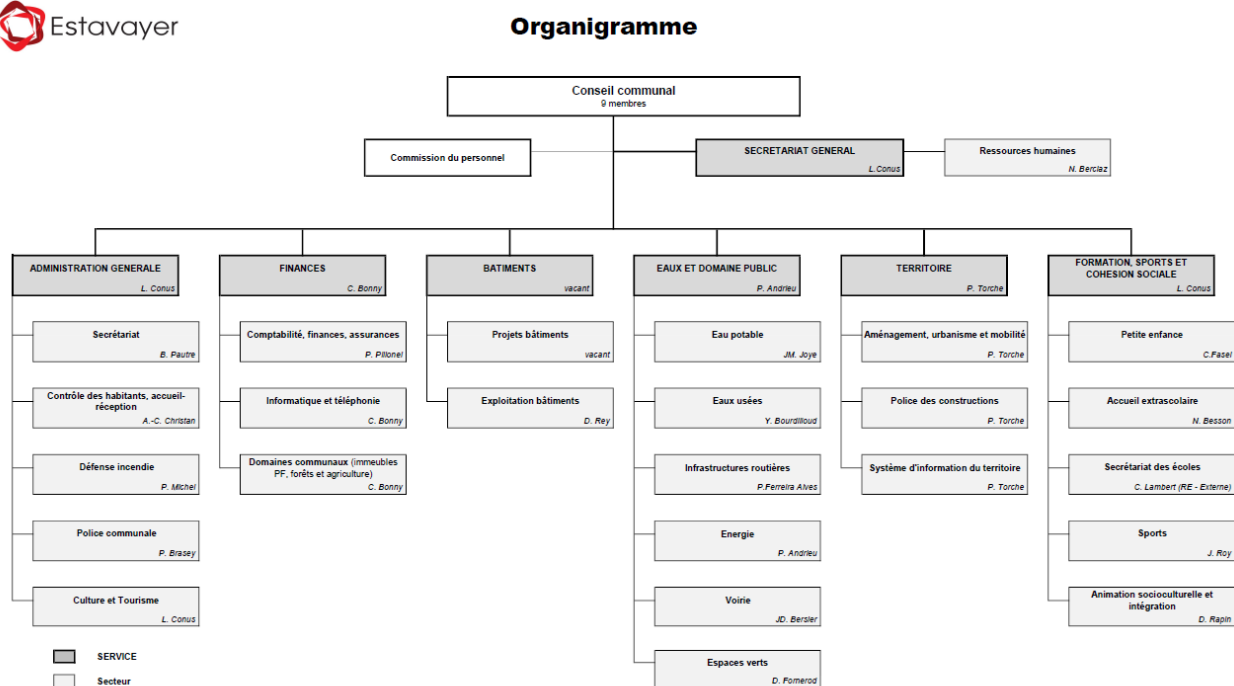 Estavayer
Organigramme
Conseil communal
9 membres
Commission du personnel
SECRETARIAT GENERAL
L.Conus
Ressources humaines
N. Berclaz
ADMINISTRATION GENERALE
L. Conus
FINANCES
C. Bonny
BATIMENTS
vacant
EAUX ET DOMAINE PUBLIC
P. Andrieu
TERRITOIRE
P. Torche
FORMATION, SPORTS ET
COHESION SOCIALE
L. Conus
Secrétariat
B. Pautre
Contrôle des habitants, accueil-
réception
A.-C. Christan
Défense incendie
P. Michel
Police communale
P. Brasey
Culture et Tourisme
L. Conus
Comptabilité, finances, assurances
P. Pillonel
Informatique et téléphonie
C. Bonny
Domaines communaux (immeubles
PF, forêts et agriculture)
C. Bonny
Projets bâtiments
vacant
Exploitation bâtiments
D. Rey
Eau potable
JM. Joye
Eaux usées
Y. Bourdilloud
Infrastructures routières
P.Ferreira Alves
Energie
P. Andrieu
Voirie
JD. Bersier
Espaces verts
D. Pomerod
Aménagement, urbanisme et mobilité
P. Torche
Police des constructions
P. Torche
Système d'information du territoire
P. Torche
Petite enfance
C.Fasel
Accueil extrascolaire
N. Besson
Secrétariat des écoles
C. Lambert (RE - Externe)
Sports
J. Roy
Animation socioculturelle et
intégration
D. Rapin
SERVICE
Secteur